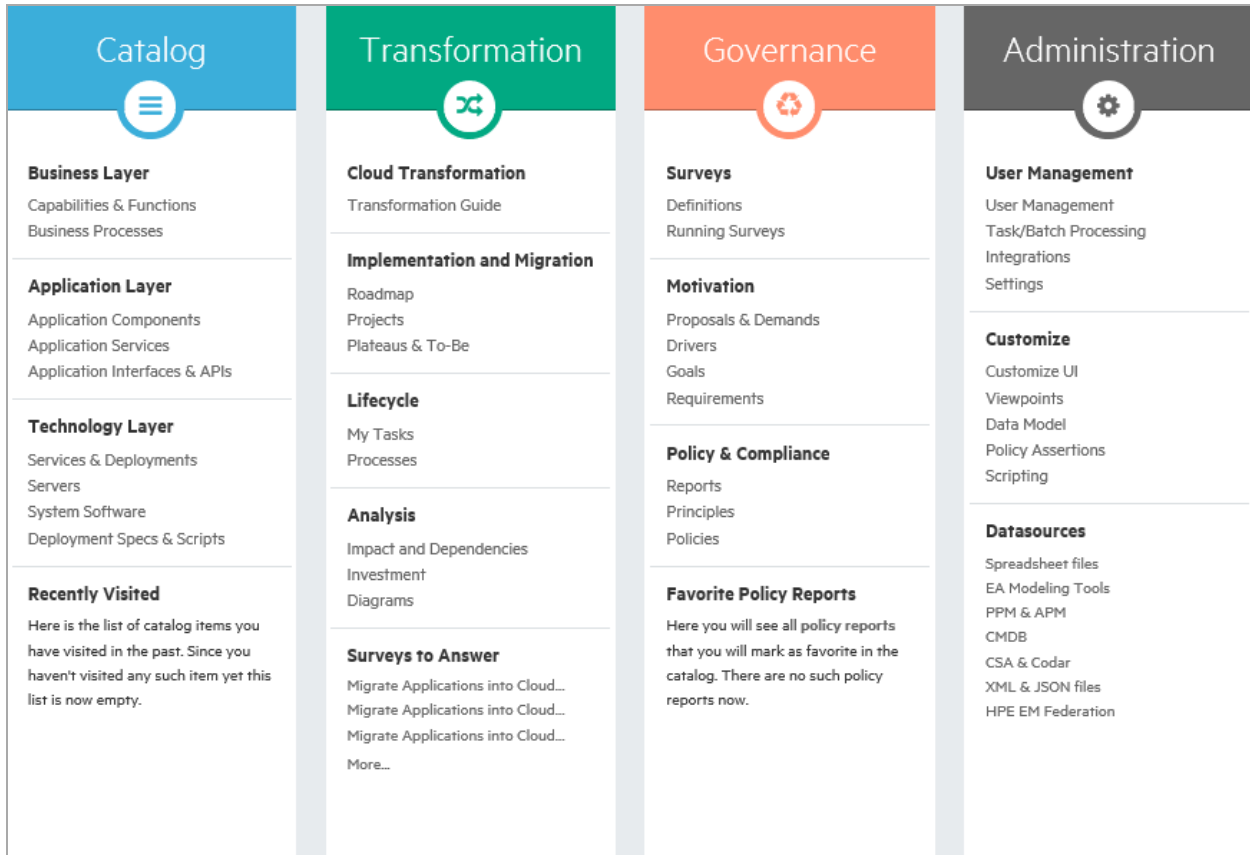 Catalog
Business Layer
Capabilities & Functions
Business Processes
Application Layer
Application Components
Application Services
Application Interfaces & APIs
Technology Layer
Services & Deployments
Servers
System Software
Deployment Specs & Scripts
Recently Visited
Here is the list of catalog items you
have visited in the past. Since you
haven't visited any such item yet this
list is now empty.
Transformation
Cloud Transformation
Transformation Guide
Implementation and Migration
Roadmap
Projects
Plateaus & To-Be
Lifecycle
My Tasks
Processes
Analysis
Impact and Dependencies
Investment
Diagrams
Surveys to Answer
Migrate Applications into Cloud...
Migrate Applications into Cloud...
Migrate Applications into Cloud...
More...
Governance
Surveys
Definitions
Running Surveys
Motivation
Proposals & Demands
Drivers
Goals
Requirements
Policy & Compliance
Reports
Principles
Policies
Favorite Policy Reports
Here you will see all policy reports
that you will mark as favorite in the
catalog. There are no such policy
reports now.
Administration
User Management
User Management
Task/Batch Processing
Integrations
Settings
Customize
Customize UI
Viewpoints
Data Model
Policy Assertions
Scripting
Datasources
Spreadsheet files
EA Modeling Tools
PPM & APM
CMDB
CSA & Codar
XML & JSON files
HPE EM Federation